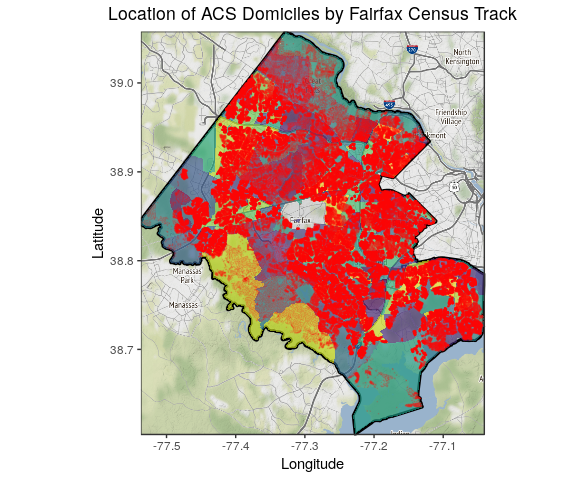 Location of ACS Domiciles by Fairfax Census Track
39.0
38.9
38.8
38.7
Latitude
North
Kensington
270
495
Friendship
Village
Fairfax
Manassas
Park
Manassas
-77.5
-77.4
-77.3
-77.2
-77.1
Longitude